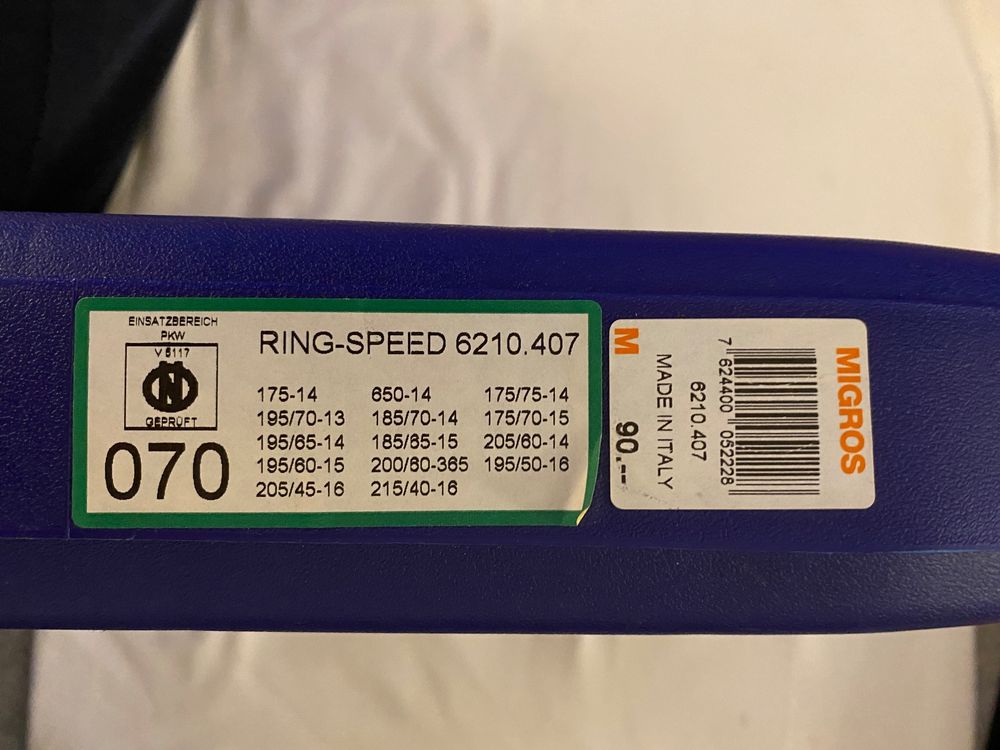 EINSATZBEREICH
PKW
V 5117
N
GEPRÜFT
070
RING-SPEED 6210.407
175-14 650-14 175/75-14
195/70-13 185/70-14 175/70-15
195/65-14 185/65-15 205/60-14
195/60-15 200/60-365 195/50-16
205/45-16 215/40-16
MIGROS
7 624400 052228
6210.407
MADE IN ITALY
M 90.--